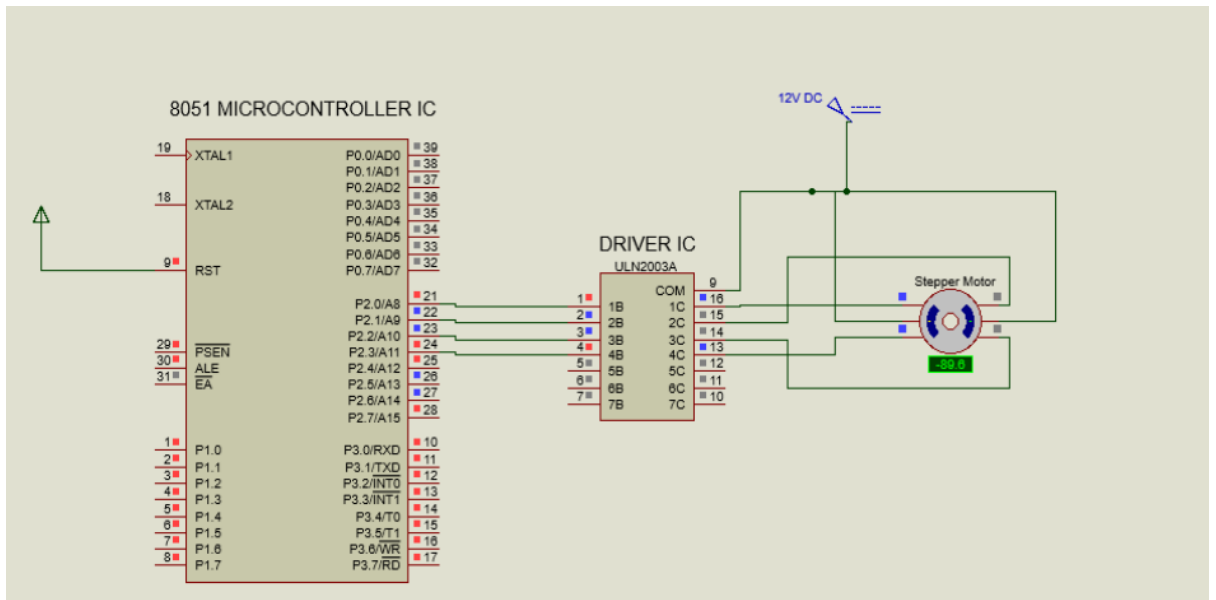 12V DC
8051 MICROCONTROLLER IC
19 XTAL1 P0.0/AD0 39
P0.1/AD1 38
P0.2/AD2 37
18 XTAL2 P0.3/AD3 36
P0.4/AD4 35
P0.5/AD5 34
P0.6/AD6 33
9 RST P0.7/AD7 32
P2.0/A8 21
P2.1/A9 22
P2.2/A10 23
29 PSEN P2.3/A11 24
30 ALE P2.4/A12 25
31 EA P2.5/A13 26
P2.6/A14 27
P2.7/A15 28
1 P1.0 P3.0/RXD 10
2 P1.1 P3.1/TXD 11
3 P1.2 P3.2/INT0 12
4 P1.3 P3.3/INT1 13
5 P1.4 P3.4/T0 14
6 P1.5 P3.5/T1 15
7 P1.6 P3.6/WR 16
8 P1.7 P3.7/RD 17
DRIVER IC
ULN2003A
COM 9
1 1B 1C 16
2 2B 2C 15
3 3B 3C 14
4 4B 4C 13
5 5B 5C 12
6 6B 6C 11
7 7B 7C 10
Stepper Motor
-89.6